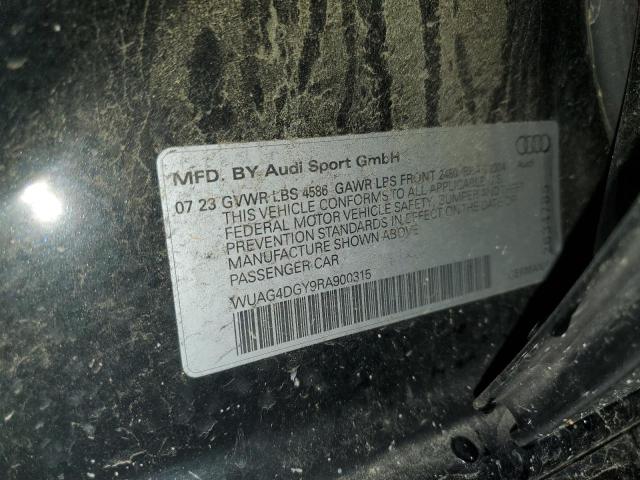 MFD. BY Audi Sport GmbH
Audi
07 23 GVWR LBS 4586 GAWR LBS FRONT 2480
THIS VEHICLE CONFORMS TO ALL APPLICABLE
FEDERAL MOTOR VEHICLE SAFETY, BUMPER AND THEFT
PREVENTION STANDARDS IN EFFECT ON THE DATE OF
MANUFACTURE SHOWN ABOVE
PASSENGER CAR
WUAG4DGY9RA900315